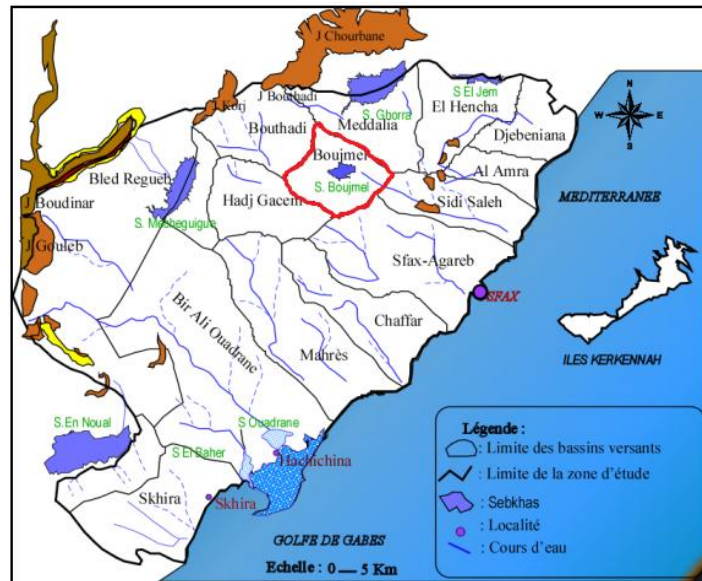 J Chourbane
S El Jem
J Korj
J Bouthadi
S. Gborra
El Hencha
Bouthadi
Meddalia
Djebeniana
N
W
E
S
Boujmel
Al Amra
Bled Regueb
S. Boujmel
J Boudinar
Hadj Gacem
Sidi Saleh
MEDITERRANEE
S. Mecheguigue
J Gouleb
Sfax-Agareb
SFAX
Bir Ali Ouadrane
Chaffar
Mahrès
ILES KERKENNAH
S.En Noual
S Ouadrane
S El Baher
Hachichina
Skhira
Skhira
GOLFE DE GABES
Echelle : 0 — 5 Km
Légende :
: Limite des bassins versants
: Limite de la zone d'étude
: Sebkhas
: Localité
: Cours d'eau